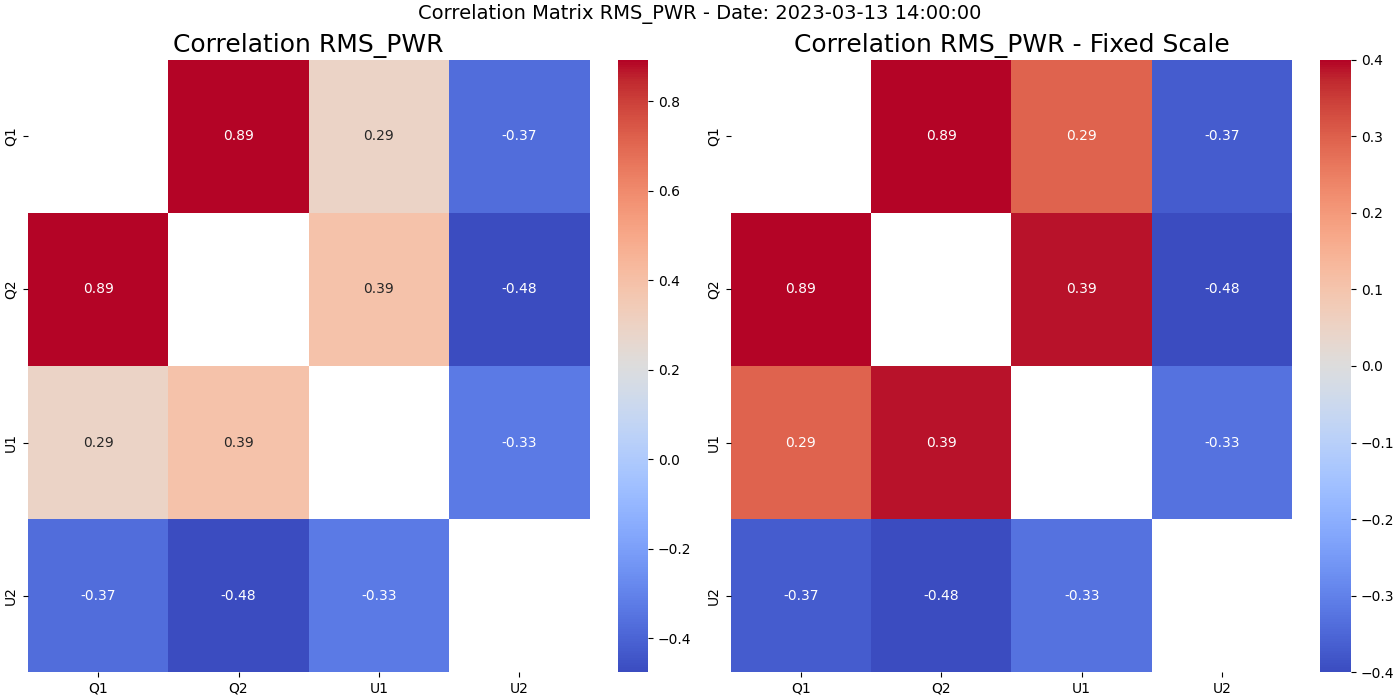 Correlation Matrix RMS_PWR - Date: 2023-03-13 14:00:00
Correlation RMS_PWR
Q1
0.89
0.29
-0.37
Q2
0.89
0.39
-0.48
U1
0.29
0.39
-0.33
U2
-0.37
-0.48
-0.33
Q1
Q2
U1
U2
0.8
0.6
0.4
0.2
0.0
−0.2
−0.4
Correlation RMS_PWR - Fixed Scale
Q1
0.89
0.29
-0.37
Q2
0.89
0.39
-0.48
U1
0.29
0.39
-0.33
U2
-0.37
-0.48
-0.33
Q1
Q2
U1
U2
0.4
0.3
0.2
0.1
0.0
−0.1
−0.2
−0.3
−0.4